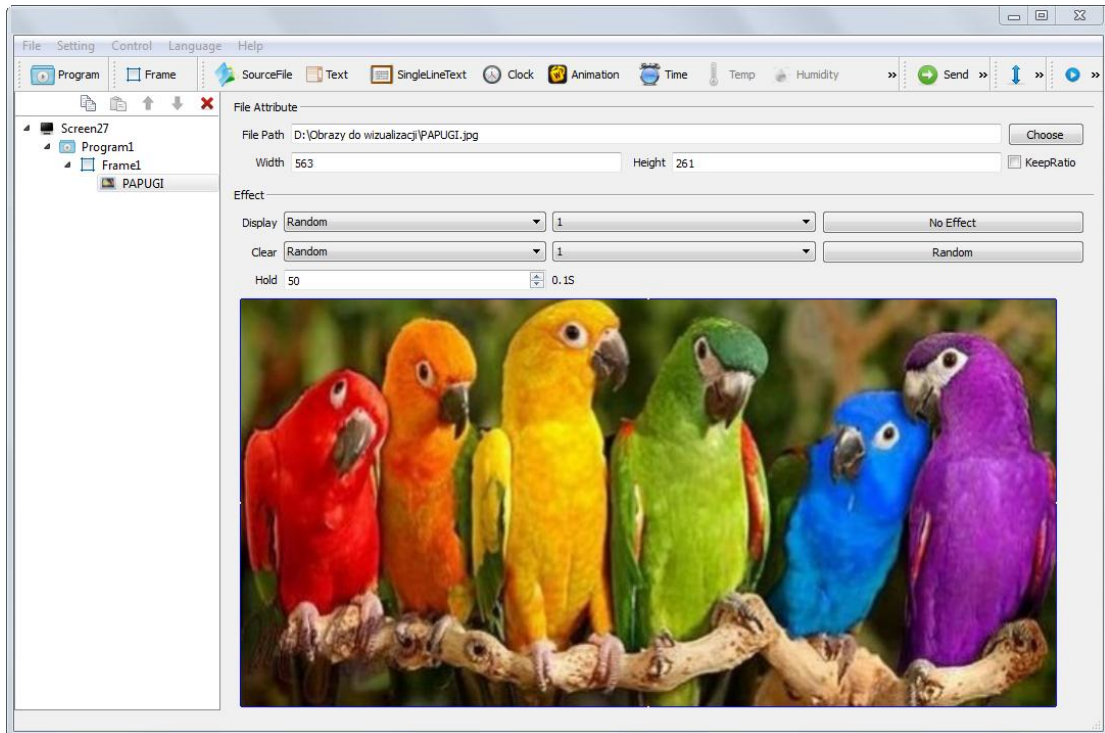 File Setting Control Language Help
Program Frame SourceFile Text SingleLineText Clock Animation Time Temp Humidity » Send » »  »
File Attribute
Screen27
File Path D:\Obrazy do wizualizacji\PAPUGI.jpg Choose
Program1
Width 563 Height 261 KeepRatio
Frame1
PAPUGI
Effect
Display Random 1 No Effect
Clear Random 1 Random
Hold 50 0.1S